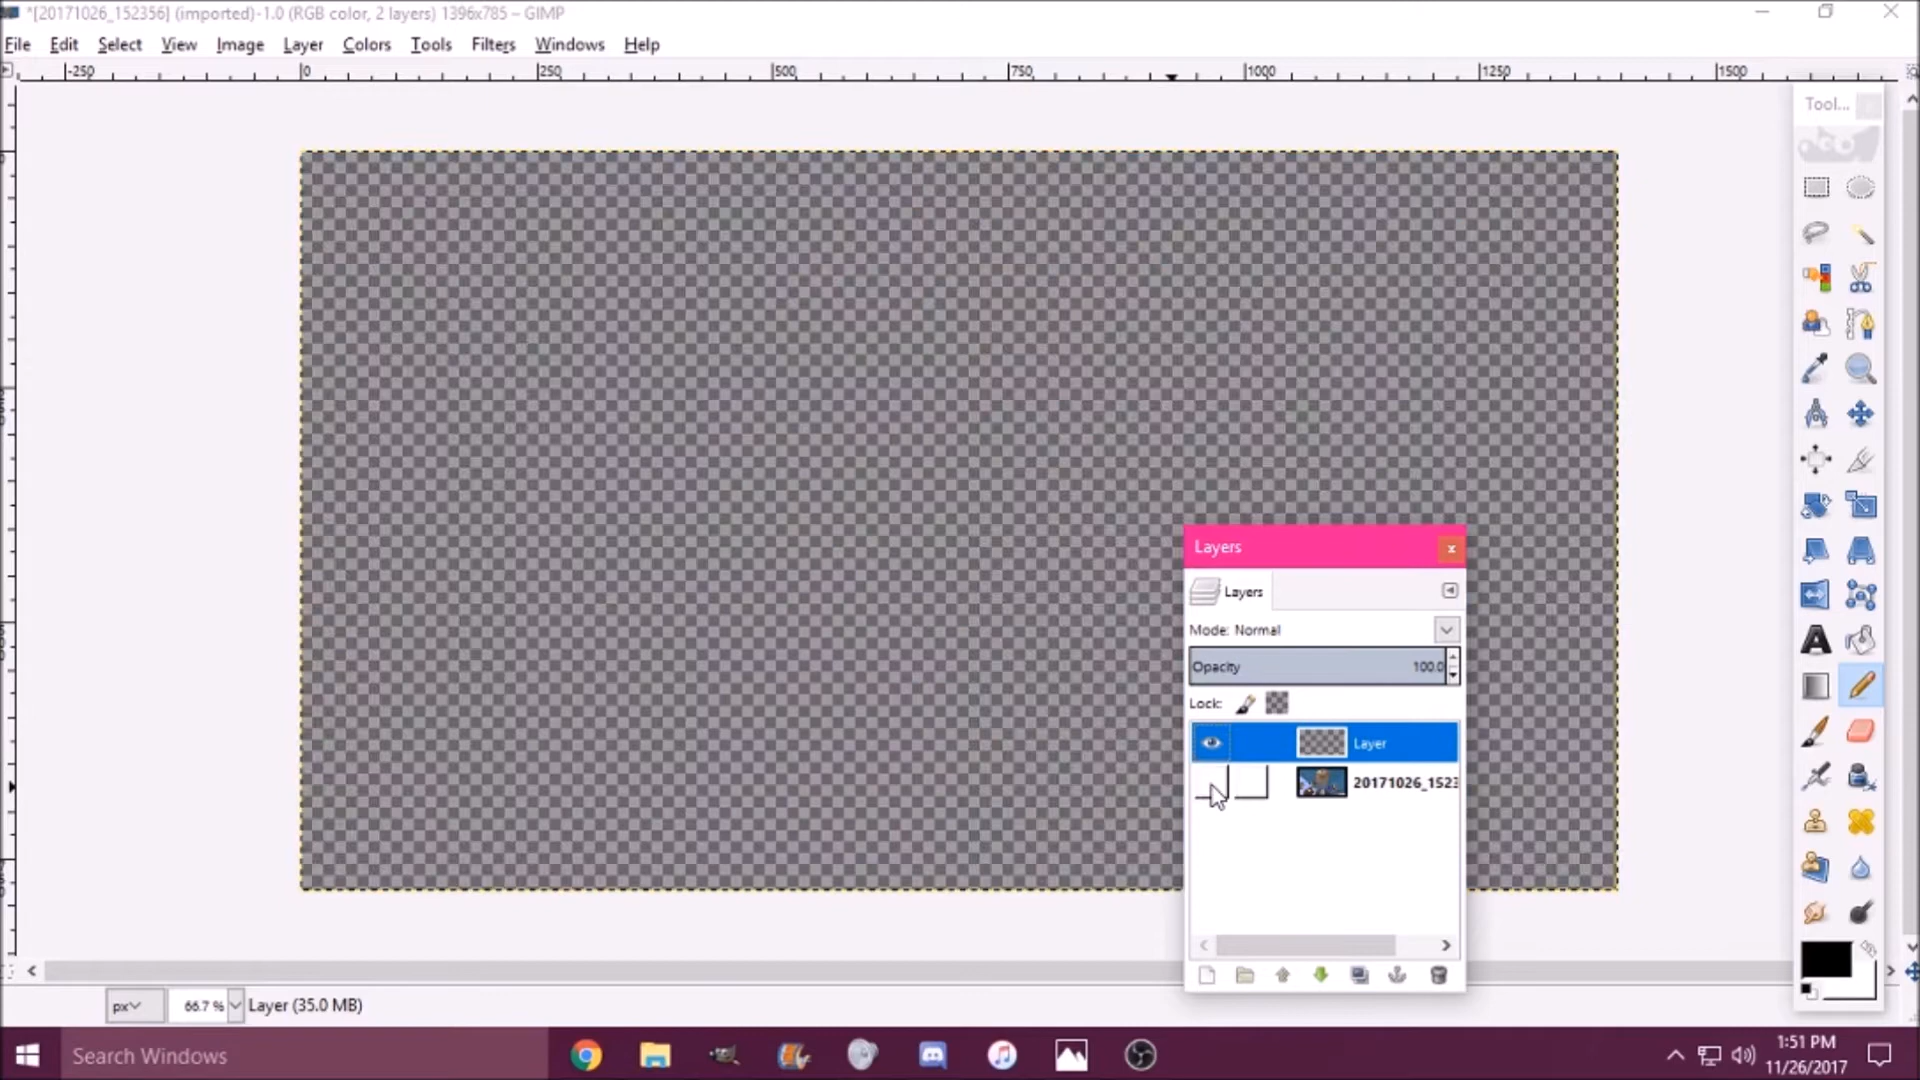 *[20171026_152356] (imported)-1.0 (RGB color, 2 layers) 1396x785 – GIMP
File Edit Select View Image Layer Colors Tools Filters Windows Help
-250 0 250 500 750 1000 1250 1500
Tool...
Layers
Layers
Mode: Normal
Opacity 100.0
Lock:
Layer
20171026_1523
px 66.7 % Layer (35.0 MB)
Search Windows
1:51 PM
11/26/2017